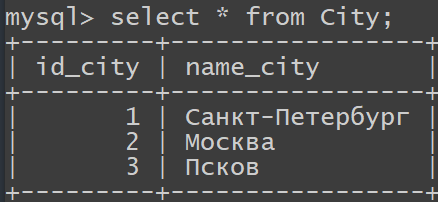 mysql> select * from City;
+---------+-----------------+
| id_city | name_city       |
+---------+-----------------+
|       1 | Санкт-Петербург |
|       2 | Москва
|       3 | Псков           |
+---------+-----------------+